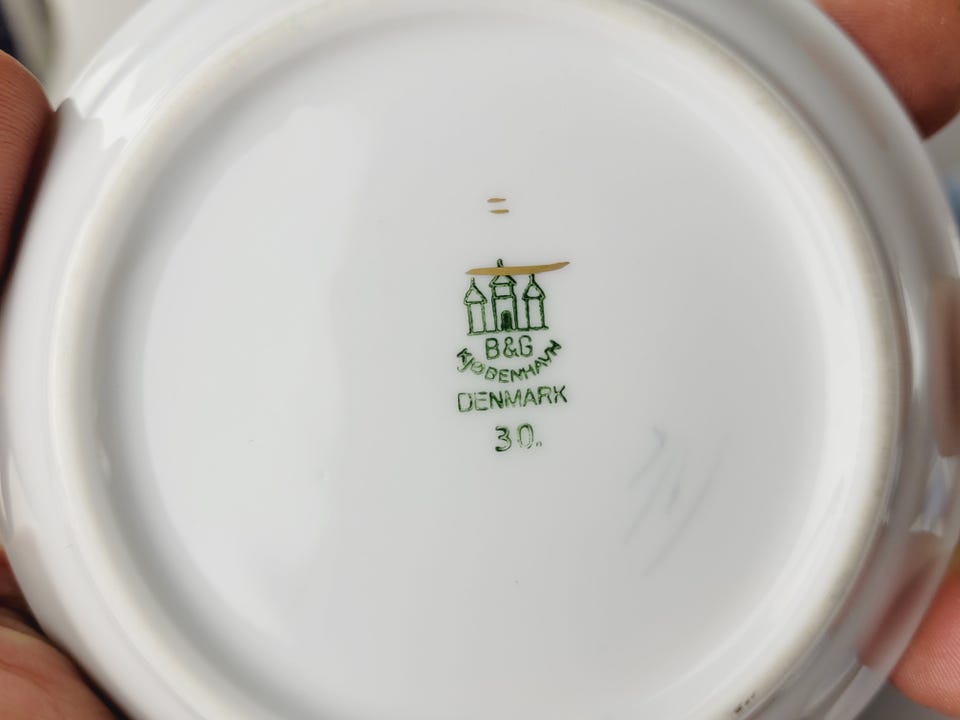 B&G
KJØBENHAVN
DENMARK
30.